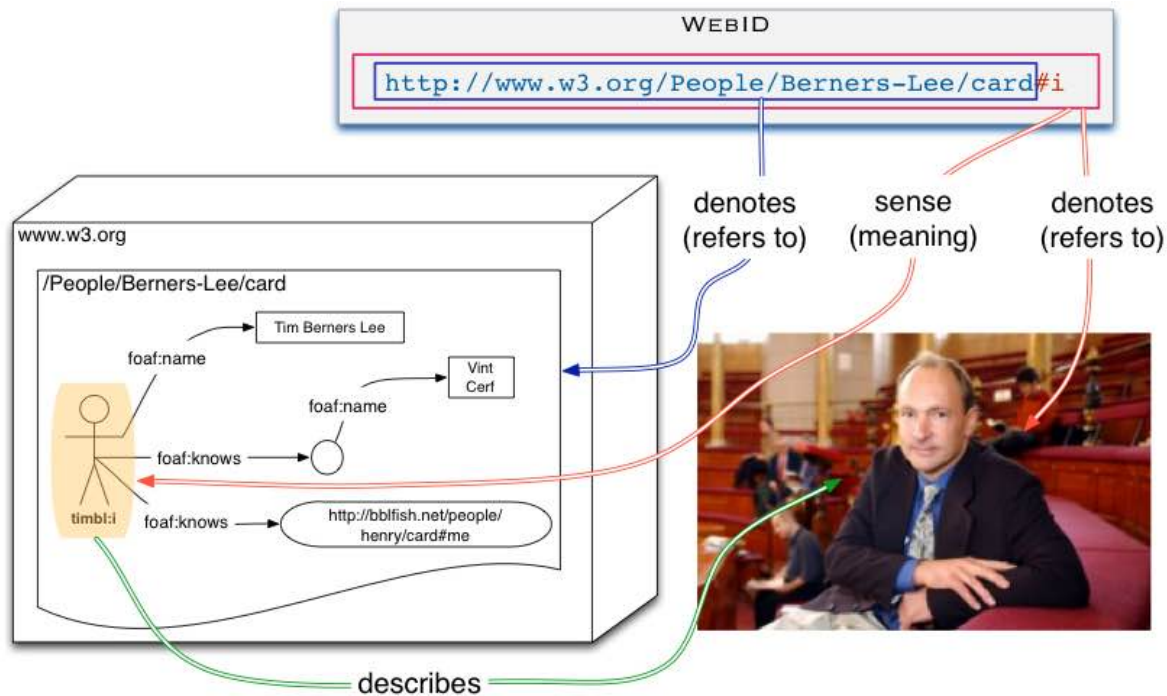 WEBID
http://www.w3.org/People/Berners-Lee/card#i
denotes
(refers to)
sense
(meaning)
denotes
(refers to)
www.w3.org
/People/Berners-Lee/card
Tim Berners Lee
foaf:name
Vint
Cerf
foaf:name
foaf:knows
timbl:i
foaf:knows
http://bblfish.net/people/
henry/card#me
describes